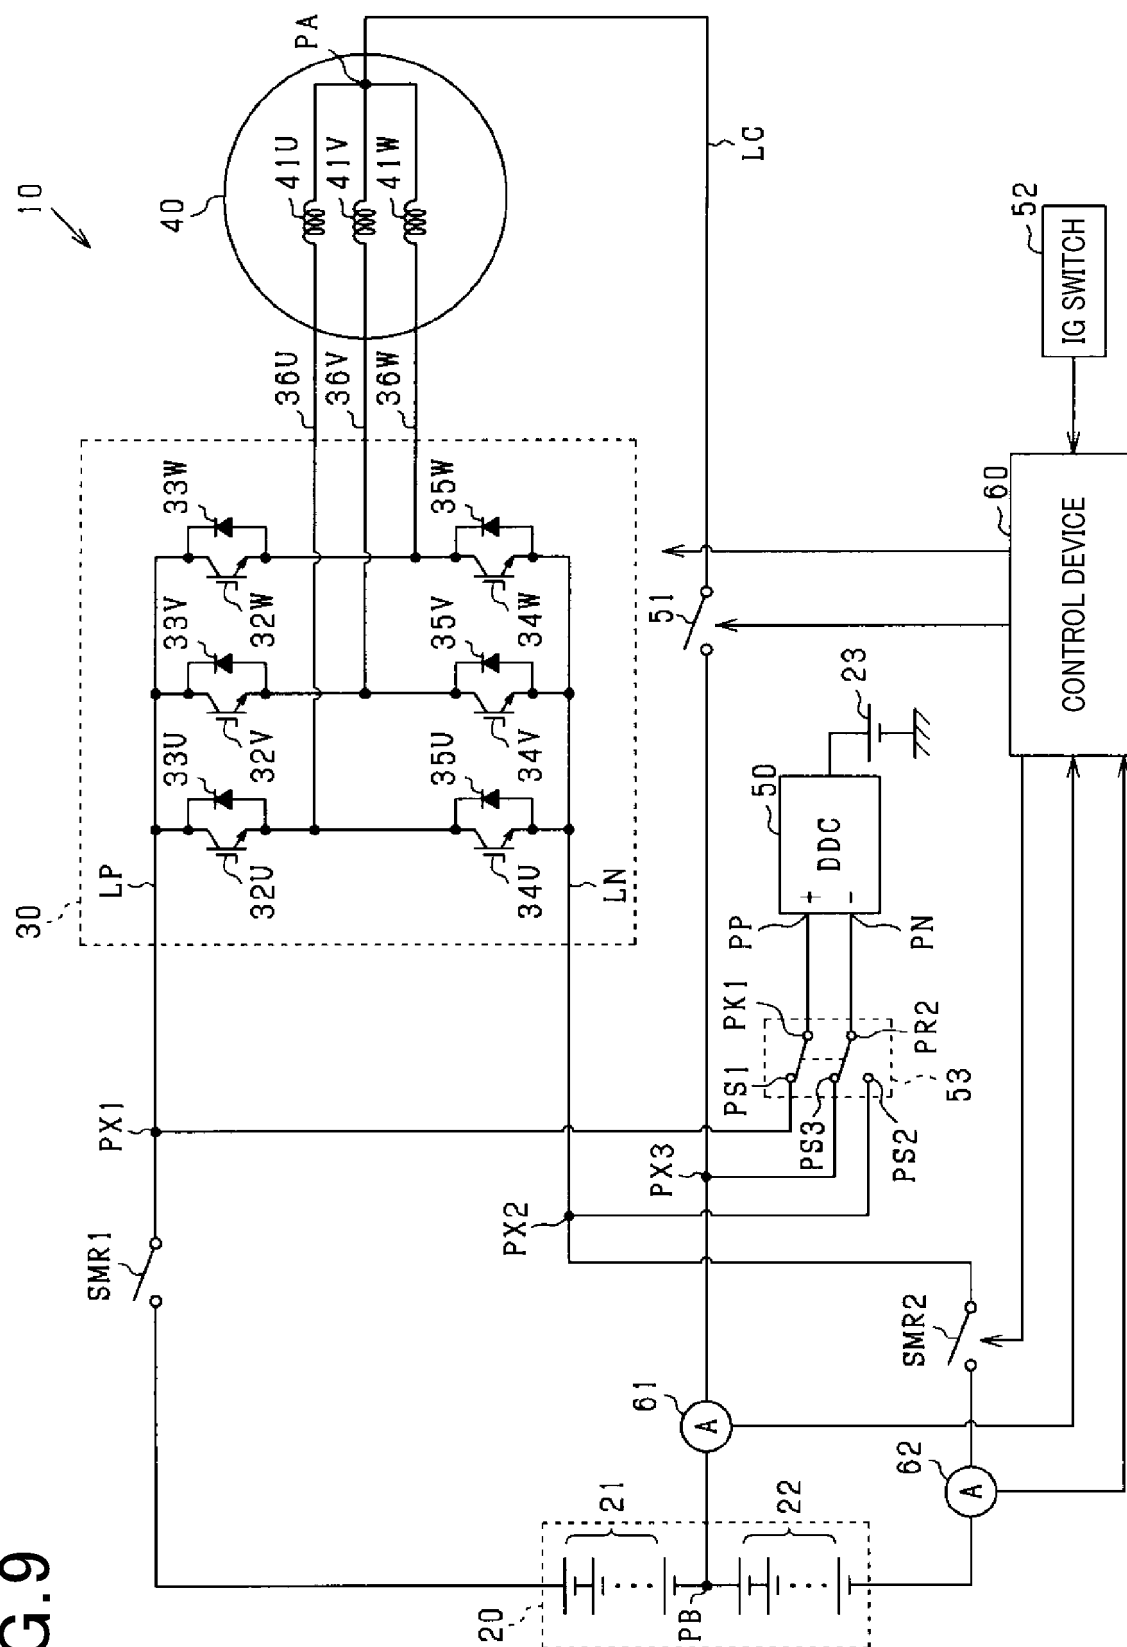 G.9
10
40
PA
41U
41V
41W
36U
36V
36W
30
LP
LN
33U
33V
33W
32U
32V
32W
35U
35V
35W
34U
34V
34W
LC
IG SWITCH
52
CONTROL DEVICE
60
51
23
50
DDC
+
-
PP
PN
PK1
PR2
PS1
PS3
PS2
53
PX1
PX2
PX3
SMR1
SMR2
61
A
62
A
21
22
20
PB